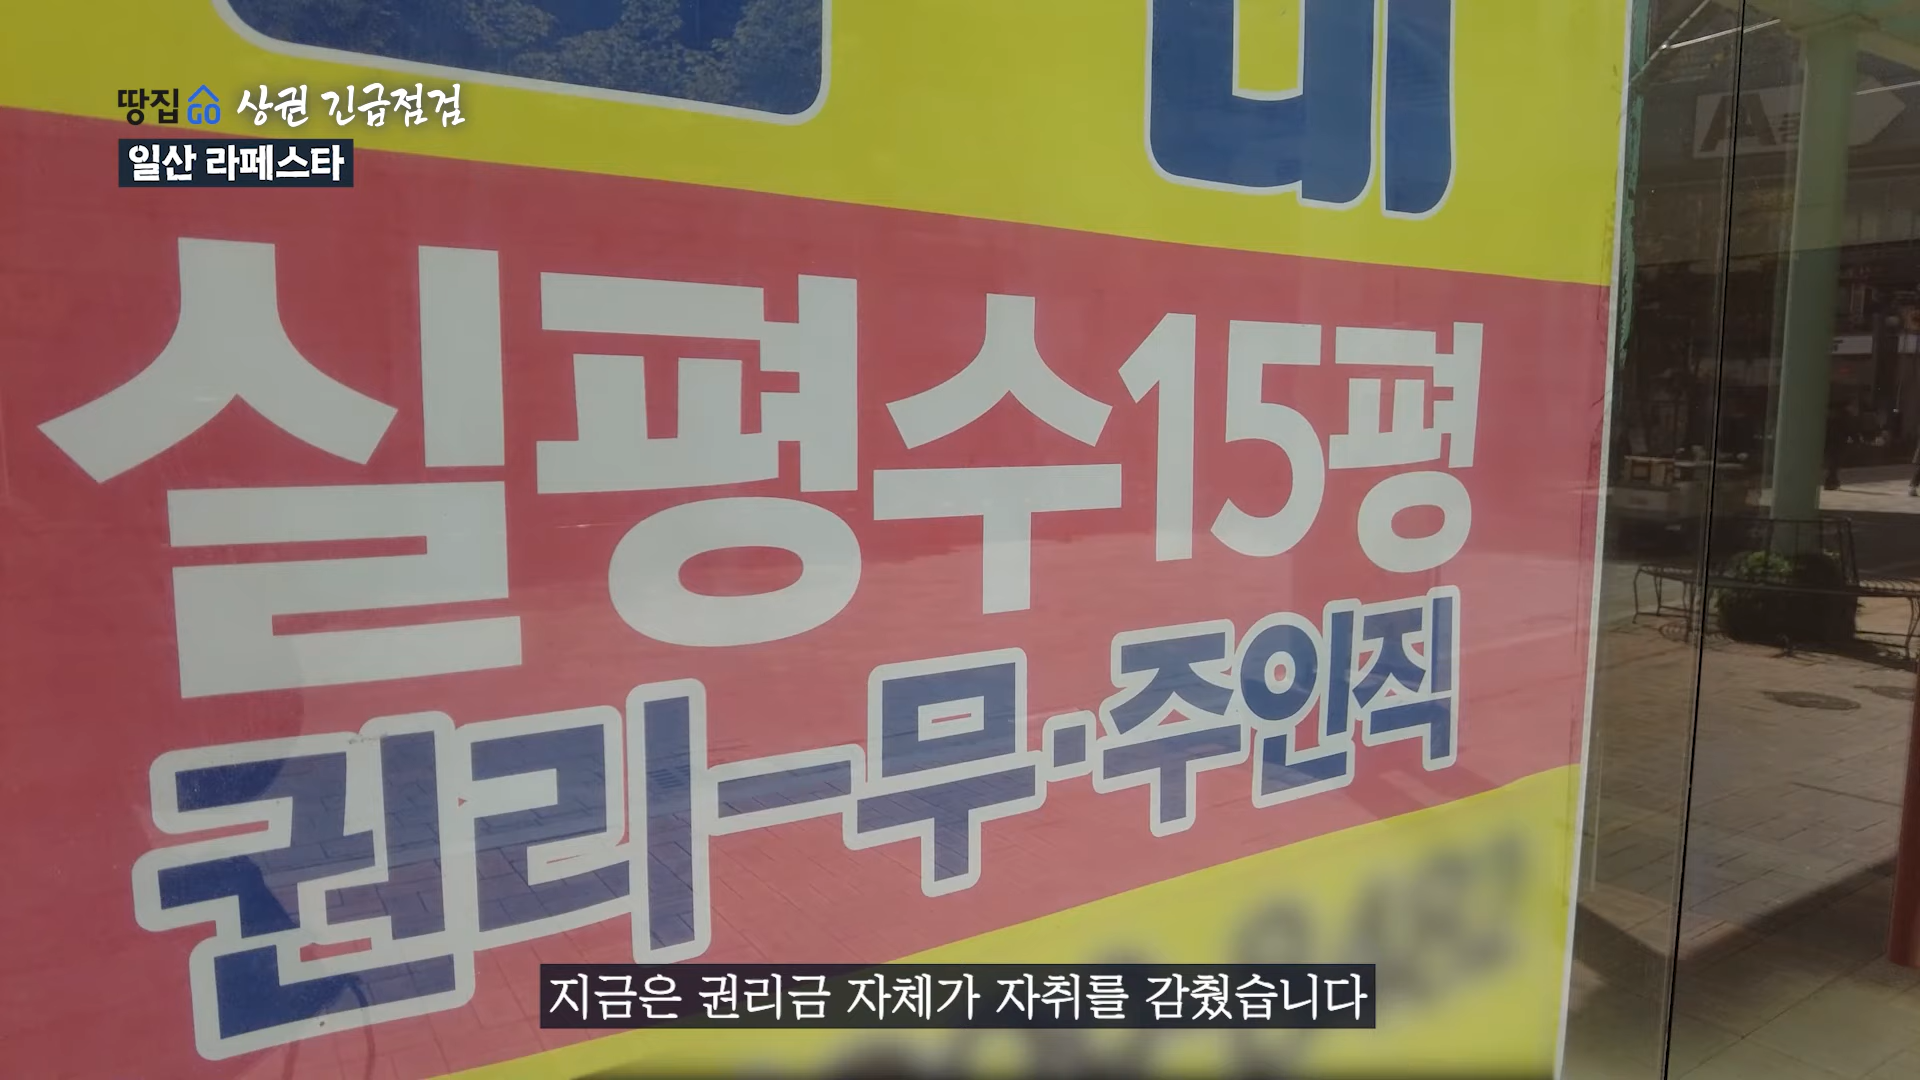 땅집GO 상권 긴급점검
일산 라페스타
실평수15평
권리-무·주인직
지금은 권리금 자체가 자취를 감췄습니다